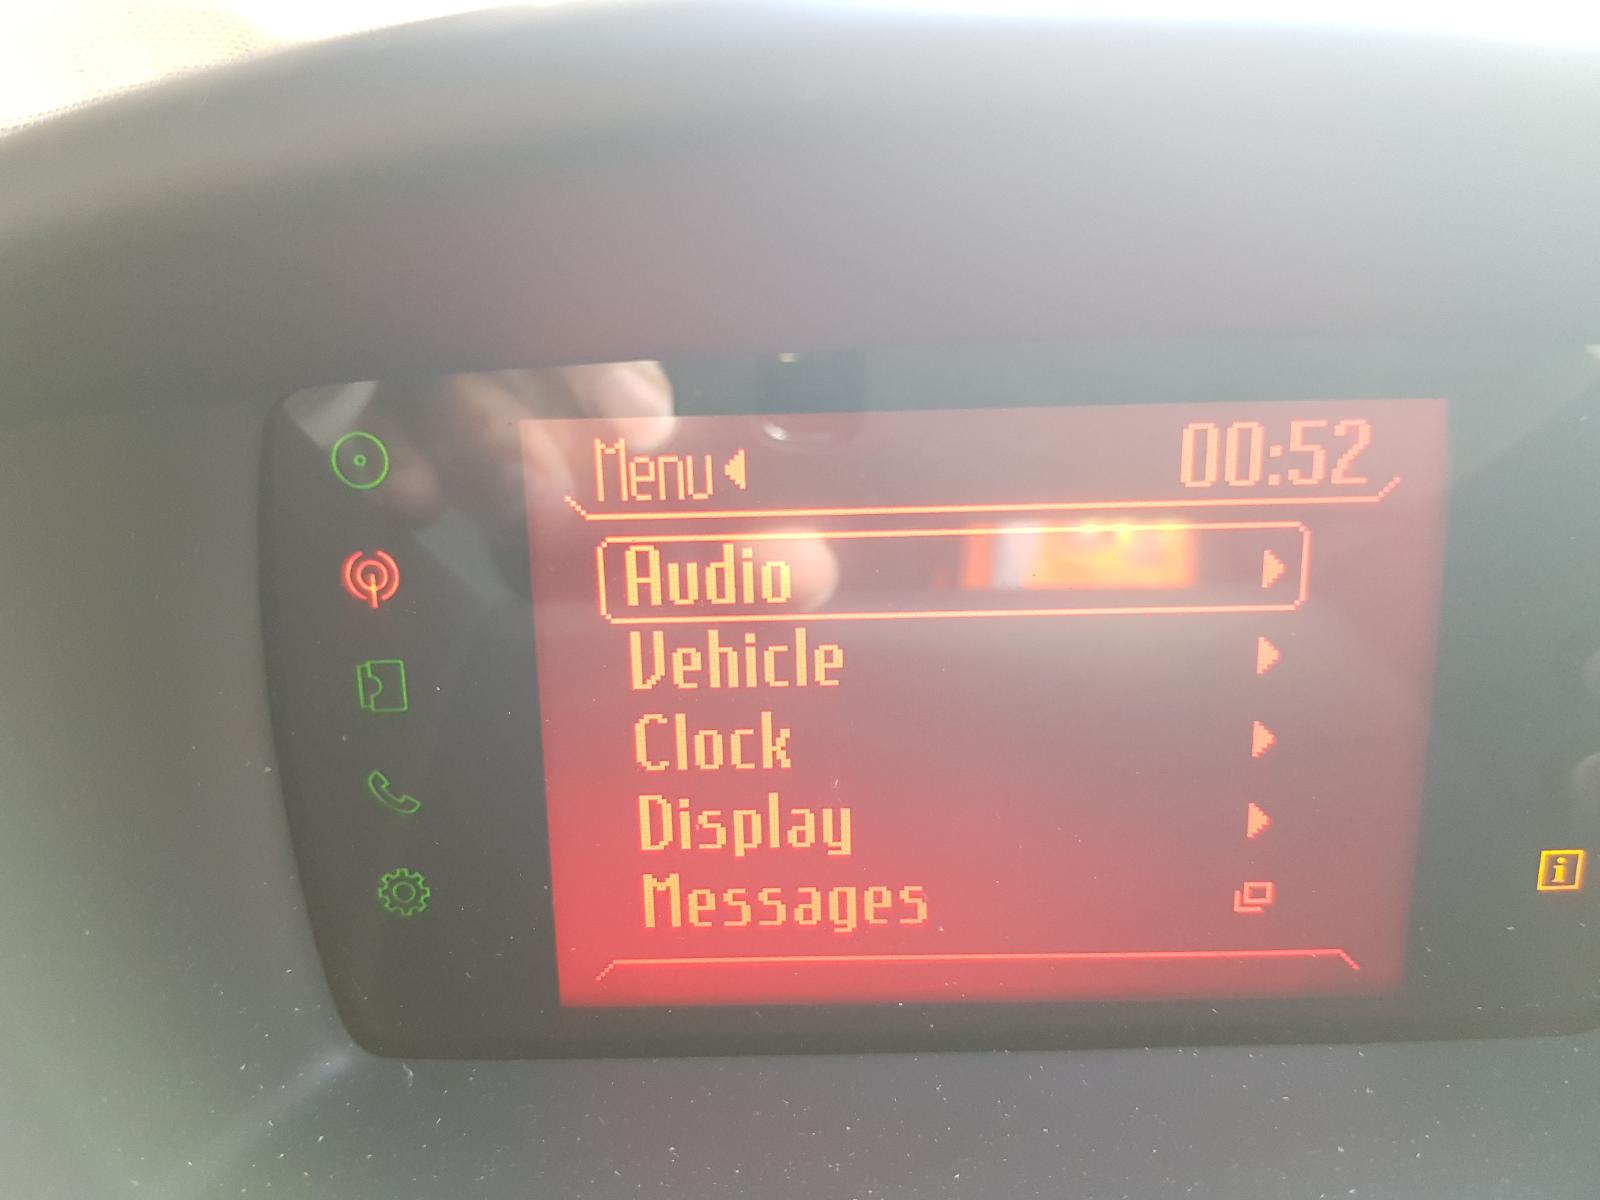 Menu
00:52
Audio
Vehicle
Clock
Display
Messages
i